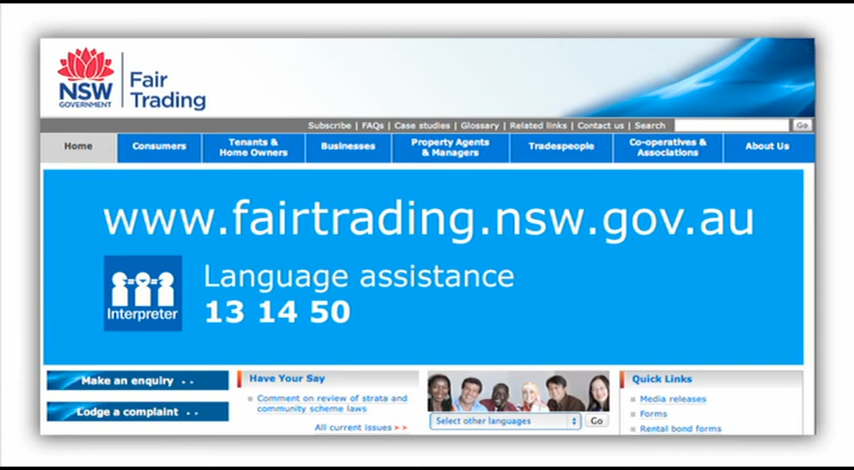 NSW
GOVERNMENT
Fair
Trading
Subscribe | FAQs | Case studies | Glossary | Related links | Contact us | Search
Go
Home
Consumers
Tenants &
Home Owners
Businesses
Property Agents
& Managers
Tradespeople
Co-operatives &
Associations
About Us
www.fairtrading.nsw.gov.au
Interpreter
Language assistance
13 14 50
Make an enquiry
Lodge a complaint
Have Your Say
Comment on review of strata and
community scheme laws
All current issues
Select other languages
Go
Quick Links
Media releases
Forms
Rental bond forms